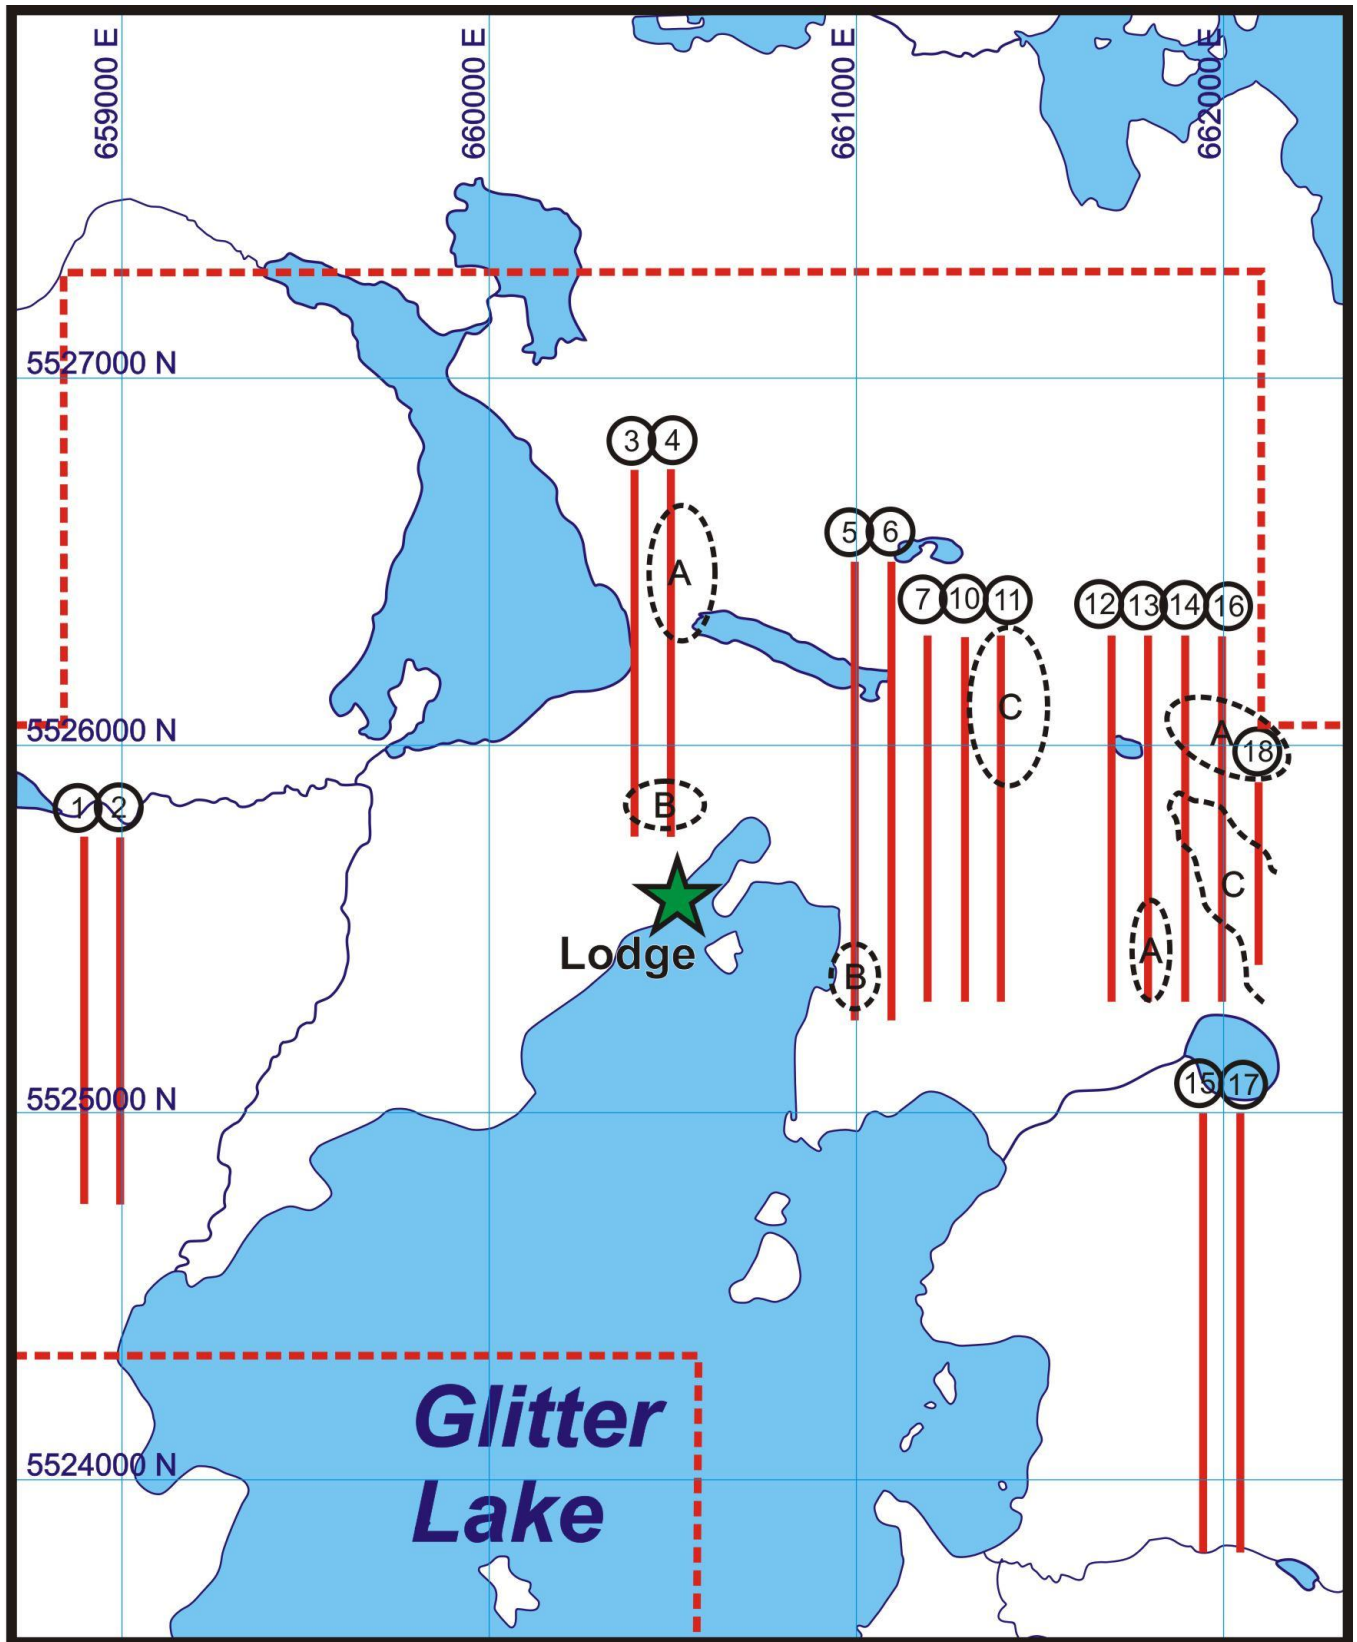 659000 E
660000 E
661000 E
662000 E
5527000 N
3 4
A
5 6
7 10 11
12 13 14 16
C
A
5526000 N
18
1 2
B
C
Lodge
A
B
5525000 N
15 17
Glitter
5524000 N
Lake